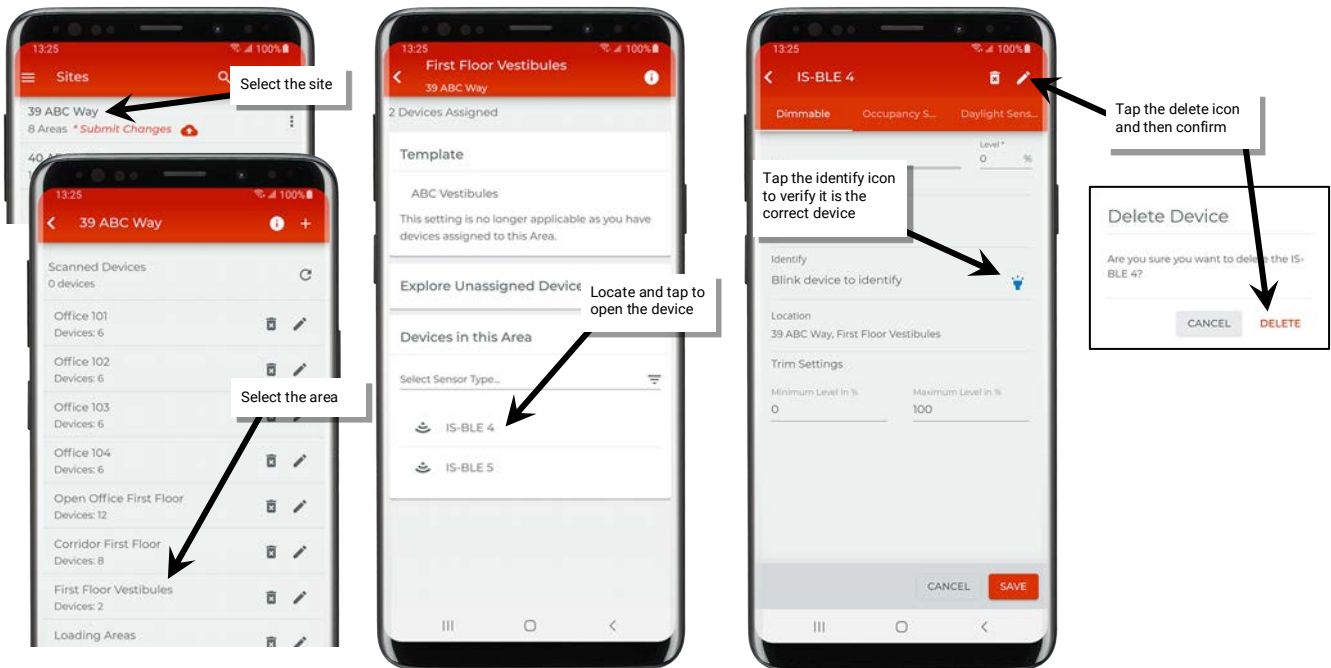 13:25
100%
Sites
Select the site
39 ABC Way
8 Areas *Submit Changes
40
13:25
100%
39 ABC Way
Scanned Devices
0 devices
Office 101
Devices: 6
Office 102
Devices: 6
Select the area
Office 103
Devices: 6
Office 104
Devices: 6
Open Office First Floor
Devices: 12
Corridor First Floor
Devices: 8
First Floor Vestibules
Devices: 2
Loading Areas
13:25
100%
First Floor Vestibules
39 ABC Way
2 Devices Assigned
Template
ABC Vestibules
This setting is no longer applicable as you have
devices assigned to this Area.
Explore Unassigned Device
Locate and tap to
open the device
Devices in this Area
Select Sensor Type...
IS-BLE 4
IS-BLE 5
13:25
100%
IS-BLE 4
Dimmable Occupancy S... Daylight Sens...
Level *
0 %
Tap the identify icon
to verify it is the
correct device
Identify
Blink device to identify
Location
39 ABC Way, First Floor Vestibules
Trim Settings
Minimum Level in % Maximum Level in %
0 100
CANCEL SAVE
Tap the delete icon
and then confirm
Delete Device
Are you sure you want to delete the IS-
BLE 4?
CANCEL DELETE